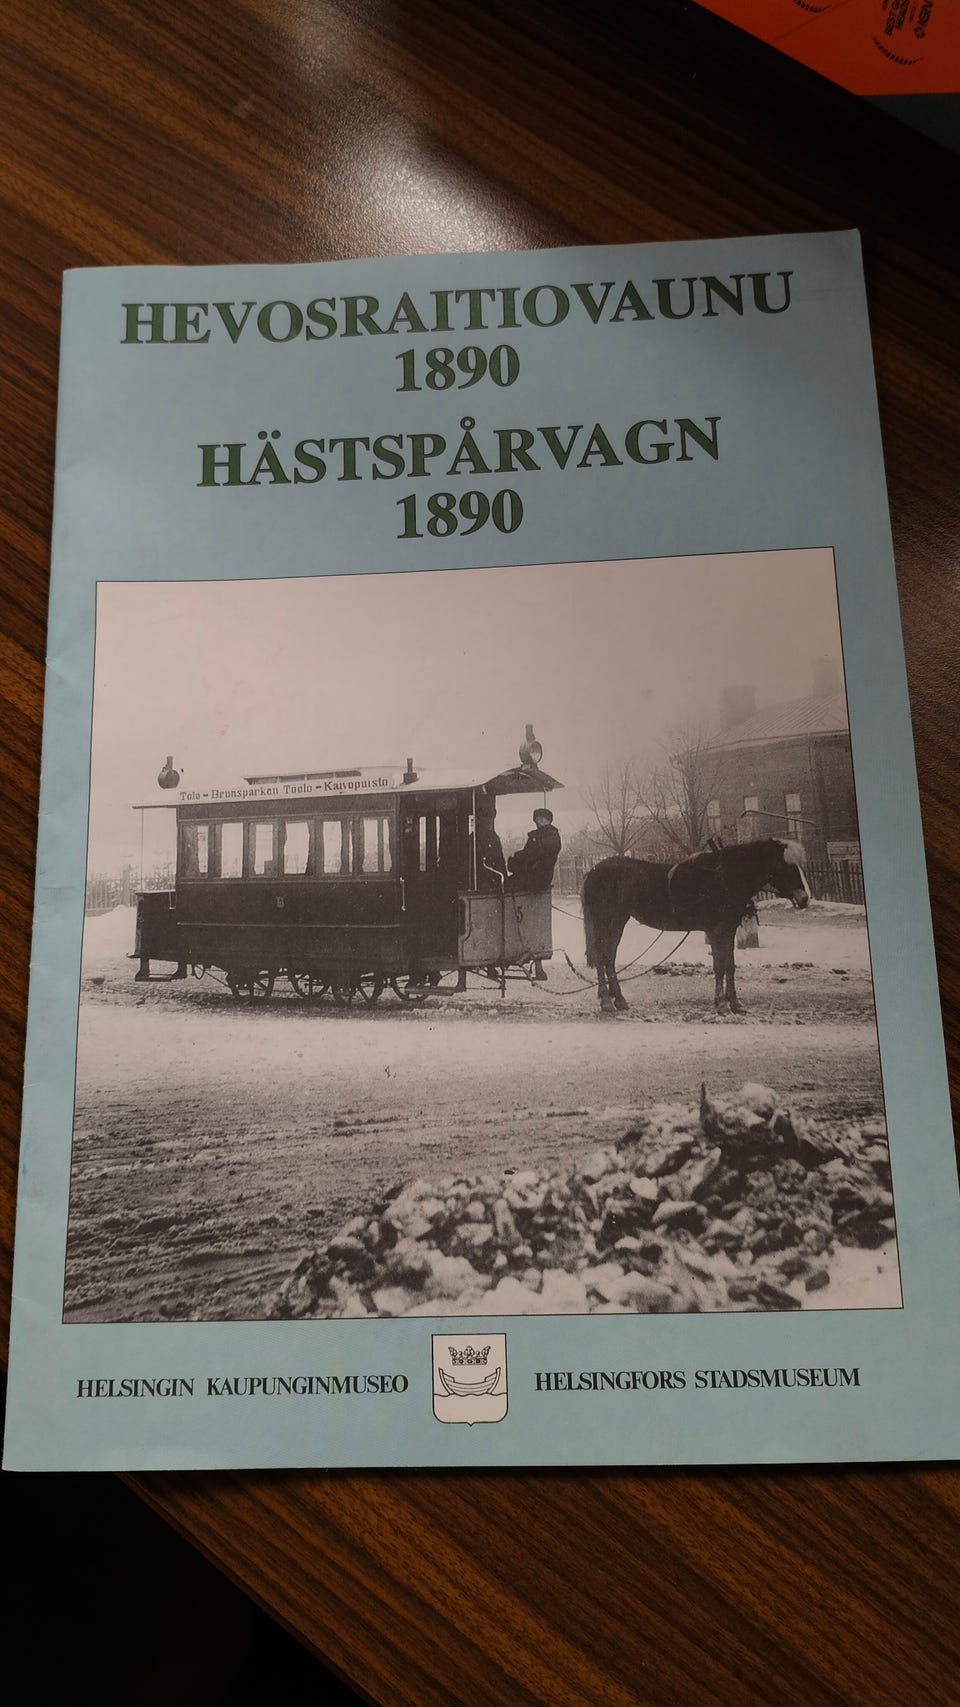 HEVOSRAITIOVAUNU
1890
HÄSTSPÅRVAGN
1890
Tölö - Brunsparken Töölö - Kaivopuisto
5
HELSINGIN KAUPUNGINMUSEO
HELSINGFORS STADSMUSEUM